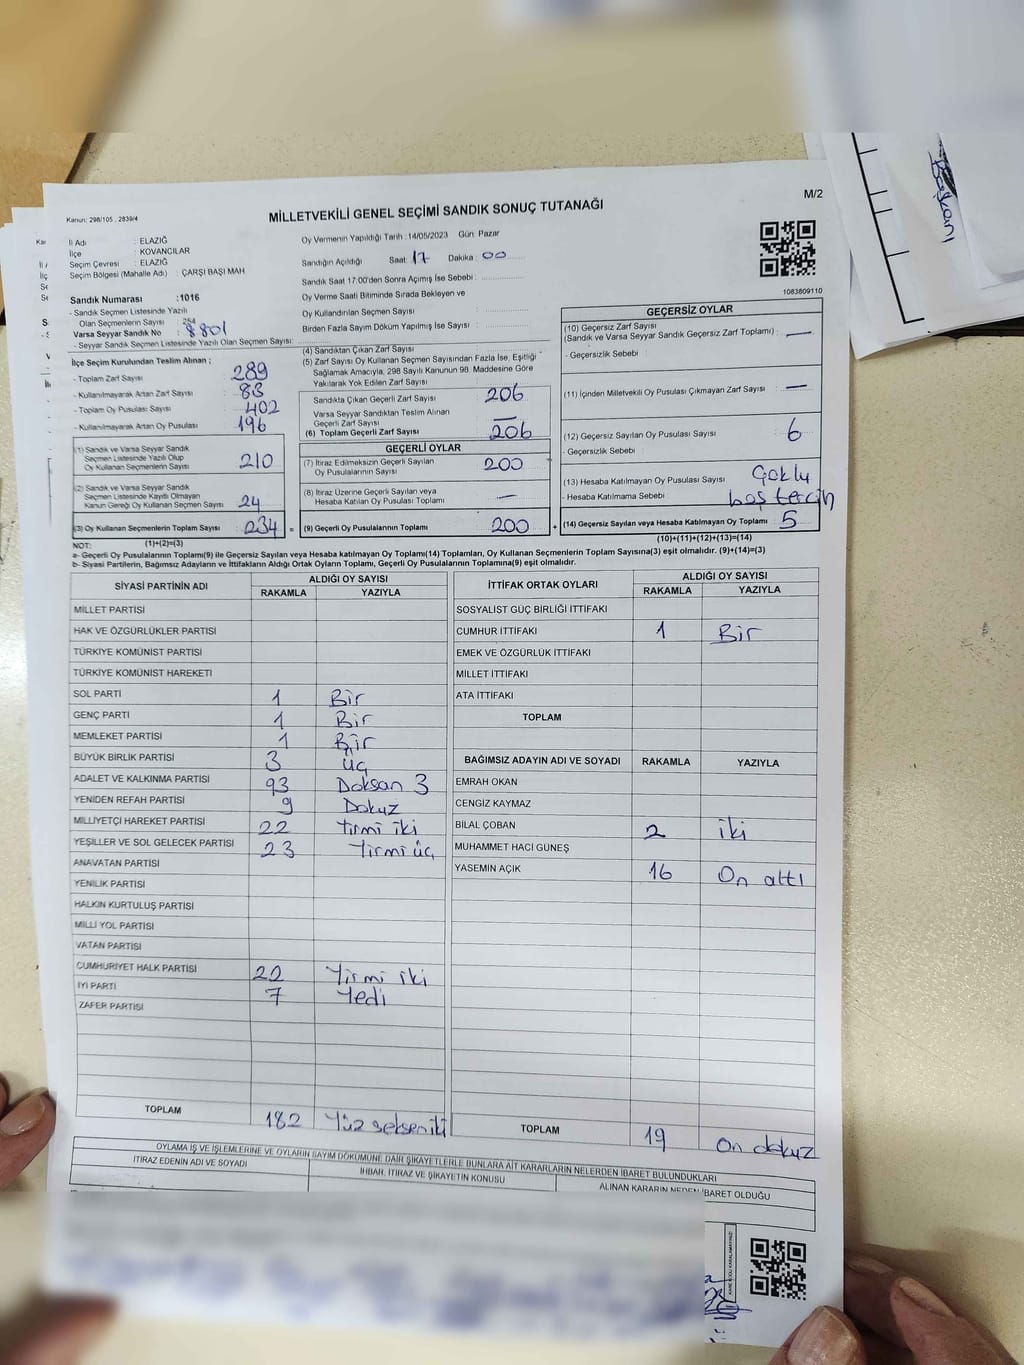 Başkanı
M/2
Kanun: 298/105 . 2839/4
MİLLETVEKİLİ GENEL SEÇİMİ SANDIK SONUÇ TUTANAĞI
İl Adı : ELAZIĞ
İlçe : KOVANCILAR
Seçim Çevresi : ELAZIĞ
Seçim Bölgesi (Mahalle Adı) : ÇARŞI BAŞI MAH
Oy Vermenin Yapıldığı Tarih :14/05/2023 Gün: Pazar
Sandığın Açıldığı Saat : 17 Dakika : 00
Sandık Saat 17:00'den Sonra Açımış İse Sebebi :
Oy Verme Saati Bitiminde Sırada Bekleyen ve
Oy Kullandırılan Seçmen Sayısı :
Birden Fazla Sayım Dökum Yapılmış İse Sayısı :
1083809110
Sandık Numarası :1016
- Sandık Seçmen Listesinde Yazılı
Olan Seçmenlerin Sayısı : 254
Varsa Seyyar Sandık No : 8801
- Seyyar Sandık Seçmen Listesinde Yazılı Olan Seçmen Sayısı:
İlçe Seçim Kurulundan Teslim Alınan ;
- Toplam Zarf Sayısı : 289
- Kullanılmayarak Artan Zarf Sayısı : 83
- Toplam Oy Pusulası Sayısı : 402
- Kullanılmayarak Artan Oy Pusulası : 196
(1) Sandık ve Varsa Seyyar Sandık
Seçmen Listesinde Yazılı Olup
Oy Kullanan Seçmenlerin Sayısı : 210
(2) Sandık ve Varsa Seyyar Sandık
Seçmen Listesinde Kayıtlı Olmayan
Kanun Gereği Oy Kullanan Seçmen Sayısı : 24
(3) Oy Kullanan Seçmenlerin Toplam Sayısı : 234 =
(1)+(2)=(3)
(4) Sandıktan Çıkan Zarf Sayısı :
(5) Zarf Sayısı Oy Kullanan Seçmen Sayısından Fazla İse, Eşitliği
Sağlamak Amacıyla, 298 Sayılı Kanunun 98. Maddesine Göre
Yakılarak Yok Edilen Zarf Sayısı :
Sandıkta Çıkan Geçerli Zarf Sayısı : 206
Varsa Seyyar Sandıktan Teslim Alınan
Geçerli Zarf Sayısı : —
(6) Toplam Geçerli Zarf Sayısı : 206
GEÇERLİ OYLAR
(7) İtiraz Edilmeksizin Geçerli Sayılan
Oy Pusulalarının Sayısı : 200
(8) İtiraz Üzerine Geçerli Sayılan veya
Hesaba Katılan Oy Pusulası Toplamı : —
(9) Geçerli Oy Pusulalarının Toplamı : 200 +
GEÇERSİZ OYLAR
(10) Geçersiz Zarf Sayısı
(Sandık ve Varsa Seyyar Sandık Geçersiz Zarf Toplamı) : —
- Geçersizlik Sebebi :
(11) İçinden Milletvekili Oy Pusulası Çıkmayan Zarf Sayısı : —
(12) Geçersiz Sayılan Oy Pusulası Sayısı : 6
- Geçersizlik Sebebi :
(13) Hesaba Katılmayan Oy Pusulası Sayısı :
- Hesaba Katılmama Sebebi : boş tercih
(14) Geçersiz Sayılan veya Hesaba Katılmayan Oy Toplamı : 5
(10)+(11)+(12)+(13)=(14)
NOT:
a- Geçerli Oy Pusulalarının Toplamı(9) ile Geçersiz Sayılan veya Hesaba katılmayan Oy Toplamı(14) Toplamları, Oy Kullanan Seçmenlerin Toplam Sayısına(3) eşit olmalıdır. (9)+(14)=(3)
b- Siyasi Partilerin, Bağımsız Adayların ve İttifakların Aldığı Ortak Oyların Toplamı, Geçerli Oy Pusulalarının Toplamına(9) eşit olmalıdır.
SİYASİ PARTİNİN ADI ALDIĞI OY SAYISI
RAKAMLA YAZIYLA
MİLLET PARTİSİ
HAK VE ÖZGÜRLÜKLER PARTİSİ
TÜRKİYE KOMÜNİST PARTİSİ
TÜRKİYE KOMÜNİST HAREKETİ
SOL PARTİ 1 Bir
GENÇ PARTİ 1 Bir
MEMLEKET PARTİSİ 1 Bir
BÜYÜK BİRLİK PARTİSİ 3 üç
ADALET VE KALKINMA PARTİSİ 93 Doksan 3
YENİDEN REFAH PARTİSİ 9 Dokuz
MİLLİYETÇİ HAREKET PARTİSİ 22 Yirmi iki
YEŞİLLER VE SOL GELECEK PARTİSİ 23 Yirmi üç
ANAVATAN PARTİSİ
YENİLİK PARTİSİ
HALKIN KURTULUŞ PARTİSİ
MİLLİ YOL PARTİSİ
VATAN PARTİSİ
CUMHURİYET HALK PARTİSİ 22 Yirmi iki
İYİ PARTİ 7 Yedi
ZAFER PARTİSİ
TOPLAM 182 Yüz seksen iki
İTTİFAK ORTAK OYLARI ALDIĞI OY SAYISI
RAKAMLA YAZIYLA
SOSYALİST GÜÇ BİRLİĞİ İTTİFAKI
CUMHUR İTTİFAKI 1 Bir
EMEK VE ÖZGÜRLÜK İTTİFAKI
MİLLET İTTİFAKI
ATA İTTİFAKI
TOPLAM
BAĞIMSIZ ADAYIN ADI VE SOYADI RAKAMLA YAZIYLA
EMRAH OKAN
CENGİZ KAYMAZ
BİLAL ÇOBAN 2 iki
MUHAMMET HACİ GÜNEŞ
YASEMİN AÇIK 16 On altı
TOPLAM 19 on dokuz
OYLAMA İŞ VE İŞLEMLERİNE VE OYLARIN SAYIM DÖKÜMÜNE DAİR ŞİKAYETLERLE BUNLARA AİT KARARLARIN NELERDEN İBARET BULUNDUKLARI
İTİRAZ EDENİN ADI VE SOYADI İHBAR, İTİRAZ VE ŞİKAYETİN KONUSU ALINAN KARARIN NEDEN İBARET OLDUĞU
KARE KODU KARALAMAYINIZ!